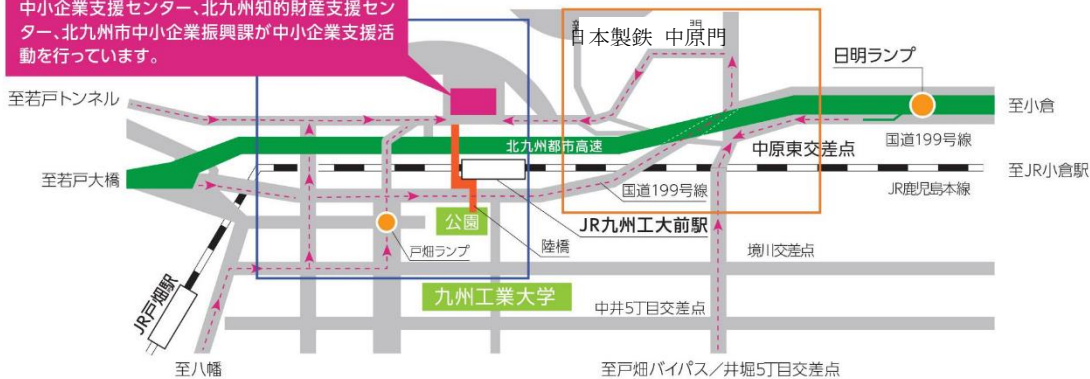 中小企業支援センター、北九州知的財産支援セン
ター、北九州市中小企業振興課が中小企業支援活
動を行っています。
門
日本製鉄 中原門
日明ランプ
至若戸トンネル
至小倉
国道199号線
北九州都市高速
中原東交差点
至若戸大橋
至JR小倉駅
国道199号線
JR鹿児島本線
公園
JR九州工大前駅
戸畑ランプ
陸橋
境川交差点
九州工業大学
JR戸畑駅
中井5丁目交差点
至八幡
至戸畑バイパス/井堀5丁目交差点